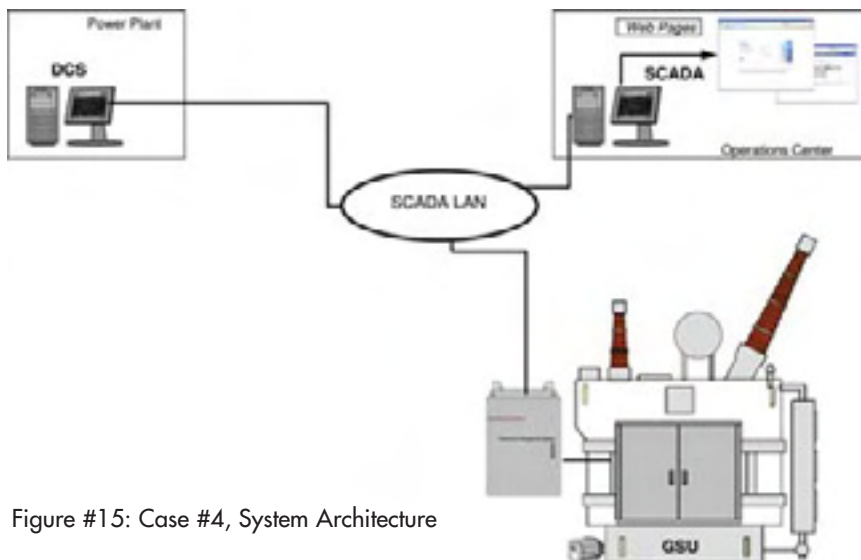 Power Plant
DCS
Web Pages
SCADA
Operations Center
SCADA LAN
GSU
Figure #15: Case #4, System Architecture